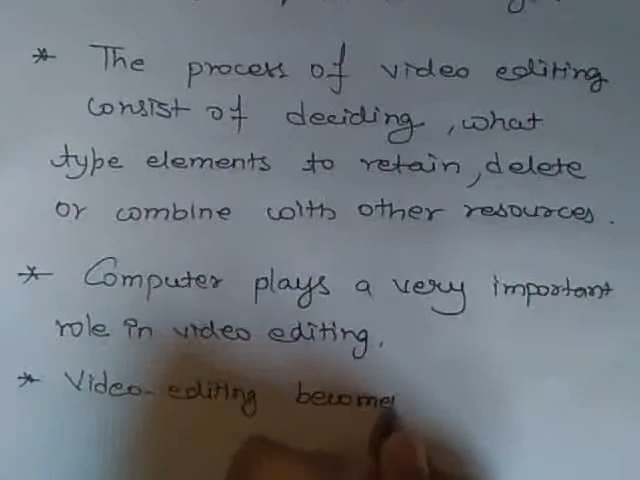 * The process of video editing
consist of deciding, what
type elements to retain, delete
or combine with other resources.
* Computer plays a very important
role in video editing.
* Video-editing become